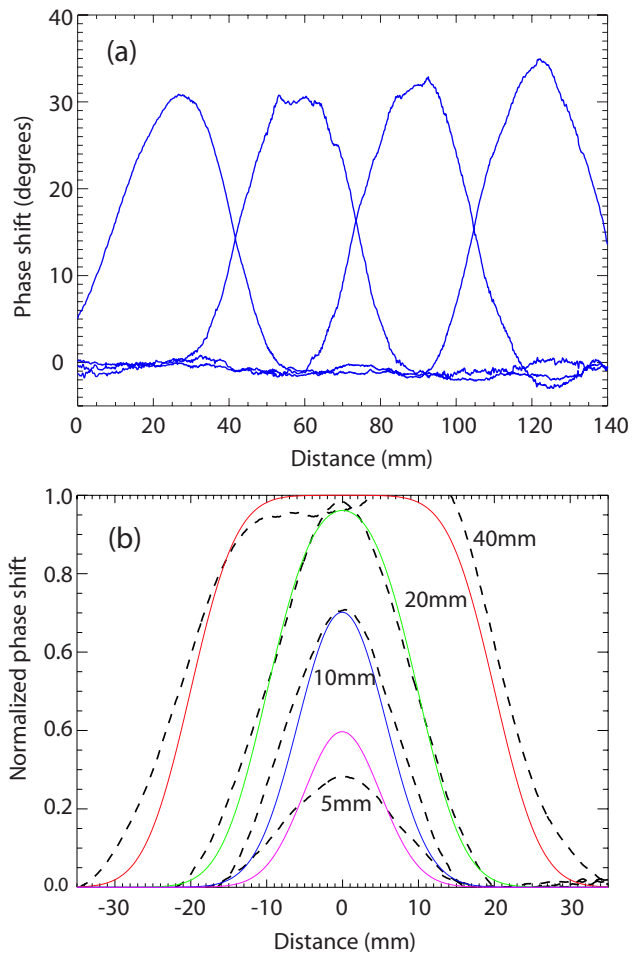 40
(a)
30
20
10
0
Phase shift (degrees)
0 20 40 60 80 100 120 140
Distance (mm)
1.0
(b)
40mm
0.8
20mm
10mm
0.6
5mm
0.2
0.0
Normalized phase shift
-30 -20 -10 0 10 20 30
Distance (mm)